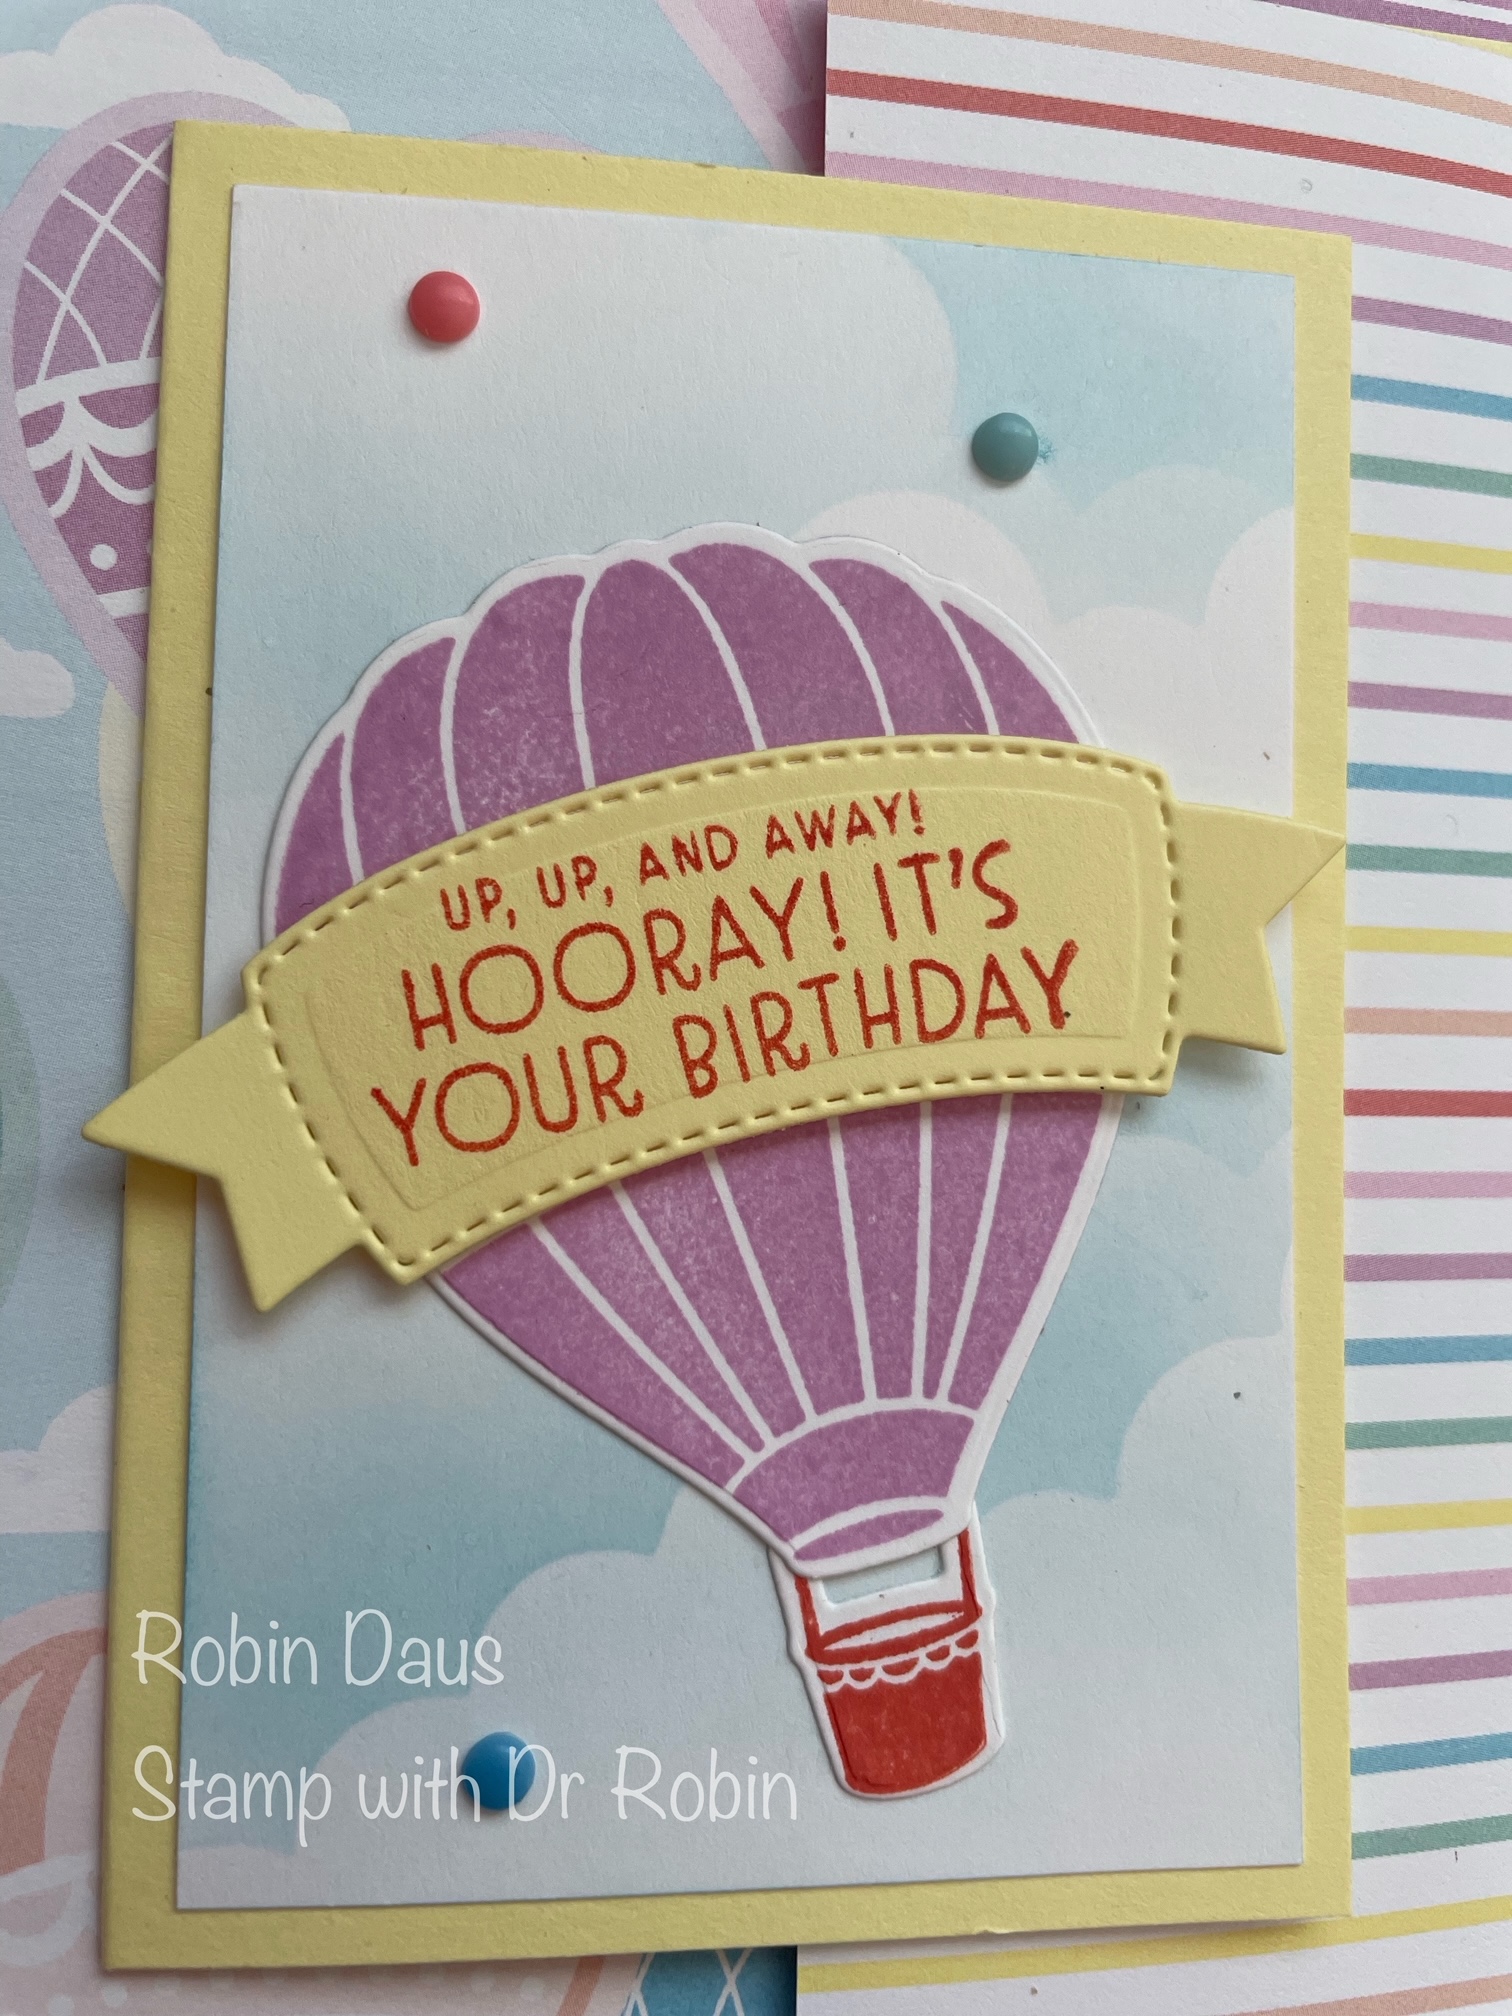 UP, UP, AND AWAY!
HOORAY! IT'S
YOUR BIRTHDAY
Robin Daus
Stamp with Dr Robin